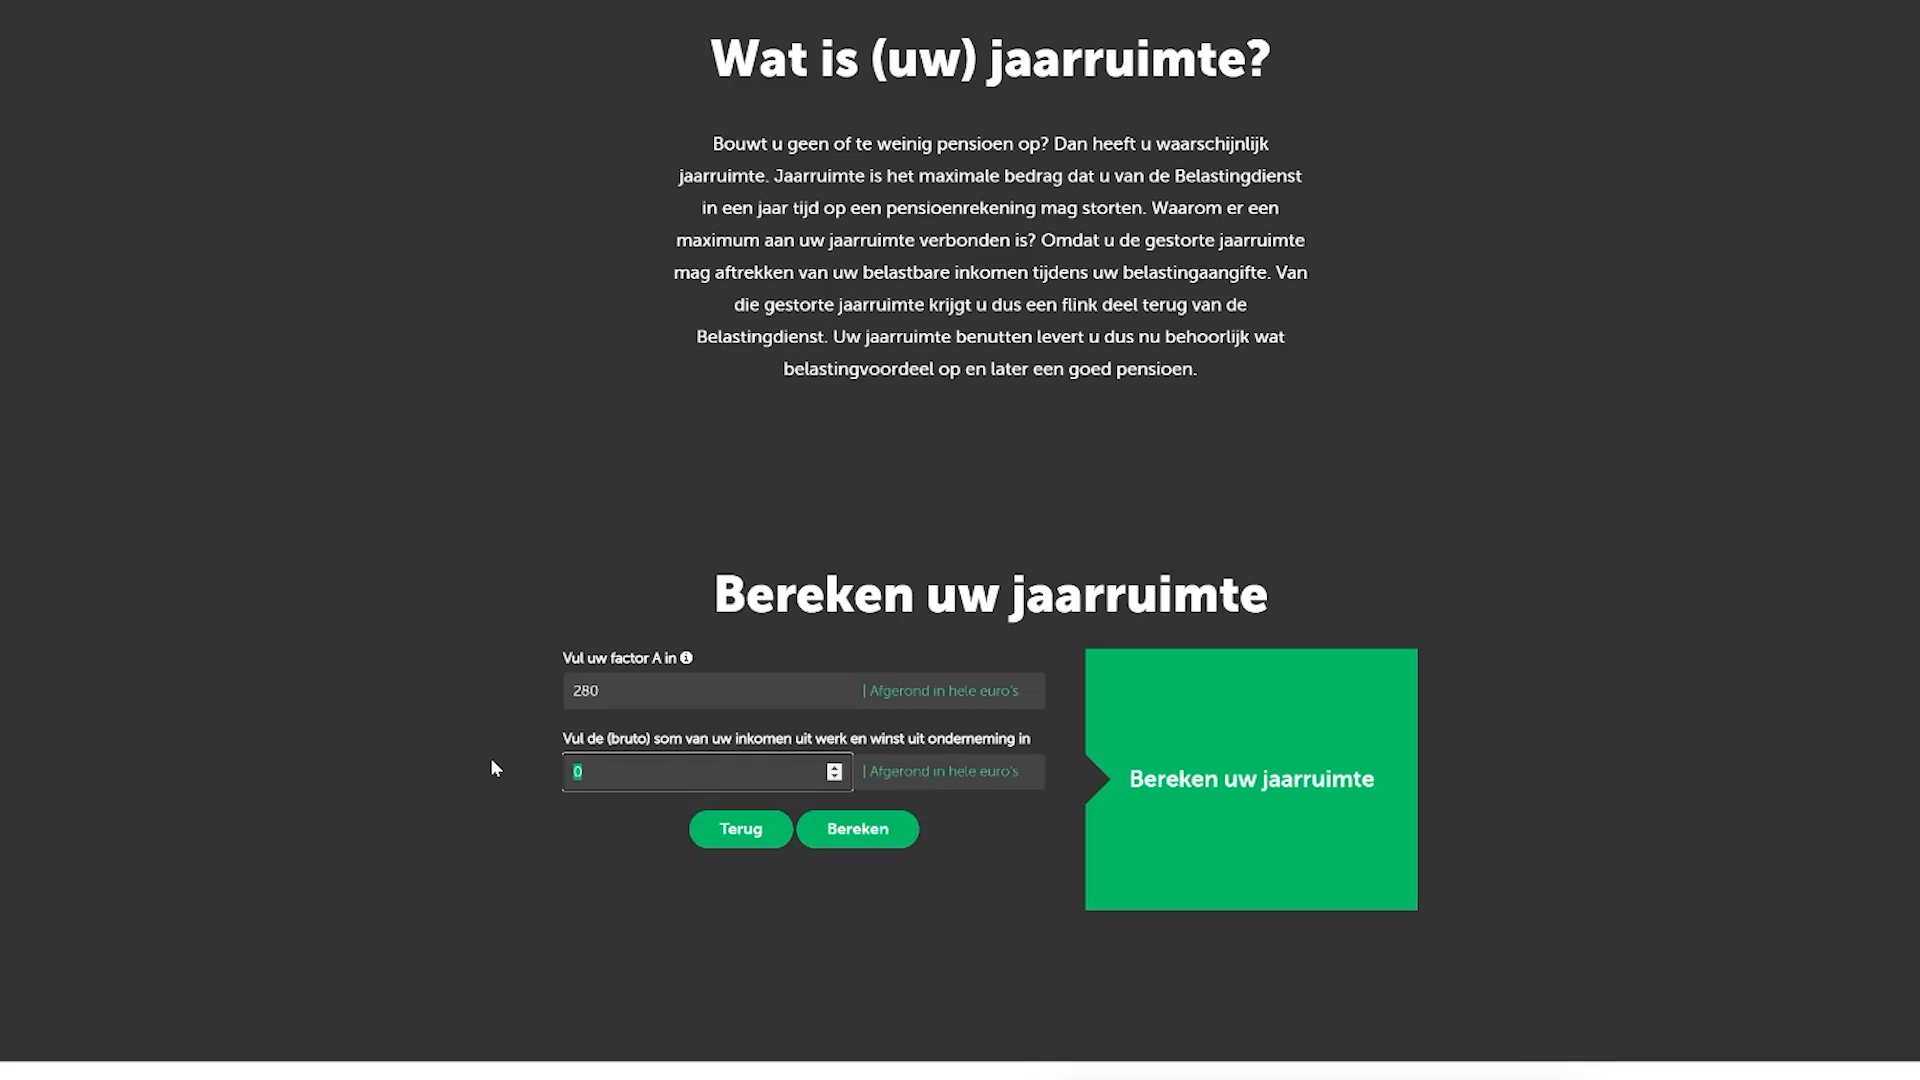 Wat is (uw) jaarruimte?
Bouwt u geen of te weinig pensioen op? Dan heeft u waarschijnlijk
jaarruimte. Jaarruimte is het maximale bedrag dat u van de Belastingdienst
in een jaar tijd op een pensioenrekening mag storten. Waarom er een
maximum aan uw jaarruimte verbonden is? Omdat u de gestorte jaarruimte
mag aftrekken van uw belastbare inkomen tijdens uw belastingaangifte. Van
die gestorte jaarruimte krijgt u dus een flink deel terug van de
Belastingdienst. Uw jaarruimte benutten levert u dus nu behoorlijk wat
belastingvoordeel op en later een goed pensioen.
Bereken uw jaarruimte
Vul uw factor A in
280 | Afgerond in hele euro's
Vul de (bruto) som van uw inkomen uit werk en winst uit onderneming in
0 | Afgerond in hele euro's
Terug Bereken
Bereken uw jaarruimte